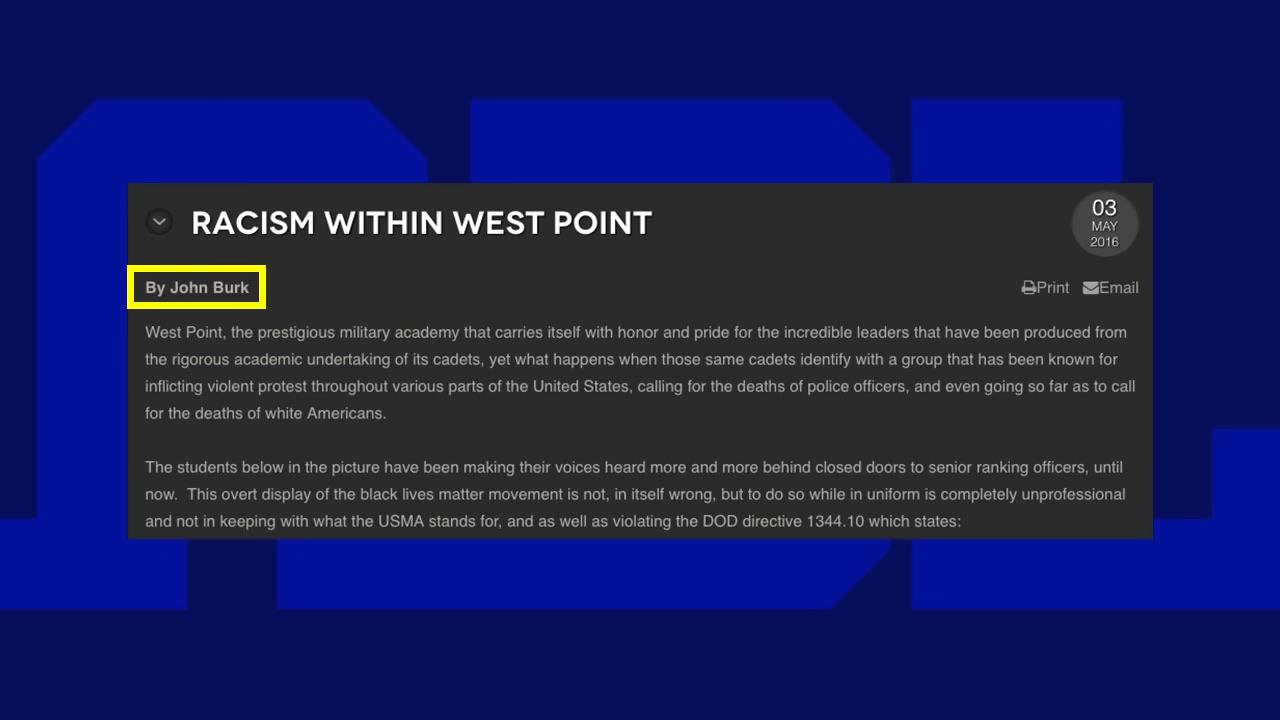 RACISM WITHIN WEST POINT
03
MAY
2016
By John Burk
Print Email
West Point, the prestigious military academy that carries itself with honor and pride for the incredible leaders that have been produced from
the rigorous academic undertaking of its cadets, yet what happens when those same cadets identify with a group that has been known for
inflicting violent protest throughout various parts of the United States, calling for the deaths of police officers, and even going so far as to call
for the deaths of white Americans.
The students below in the picture have been making their voices heard more and more behind closed doors to senior ranking officers, until
now.  This overt display of the black lives matter movement is not, in itself wrong, but to do so while in uniform is completely unprofessional
and not in keeping with what the USMA stands for, and as well as violating the DOD directive 1344.10 which states: